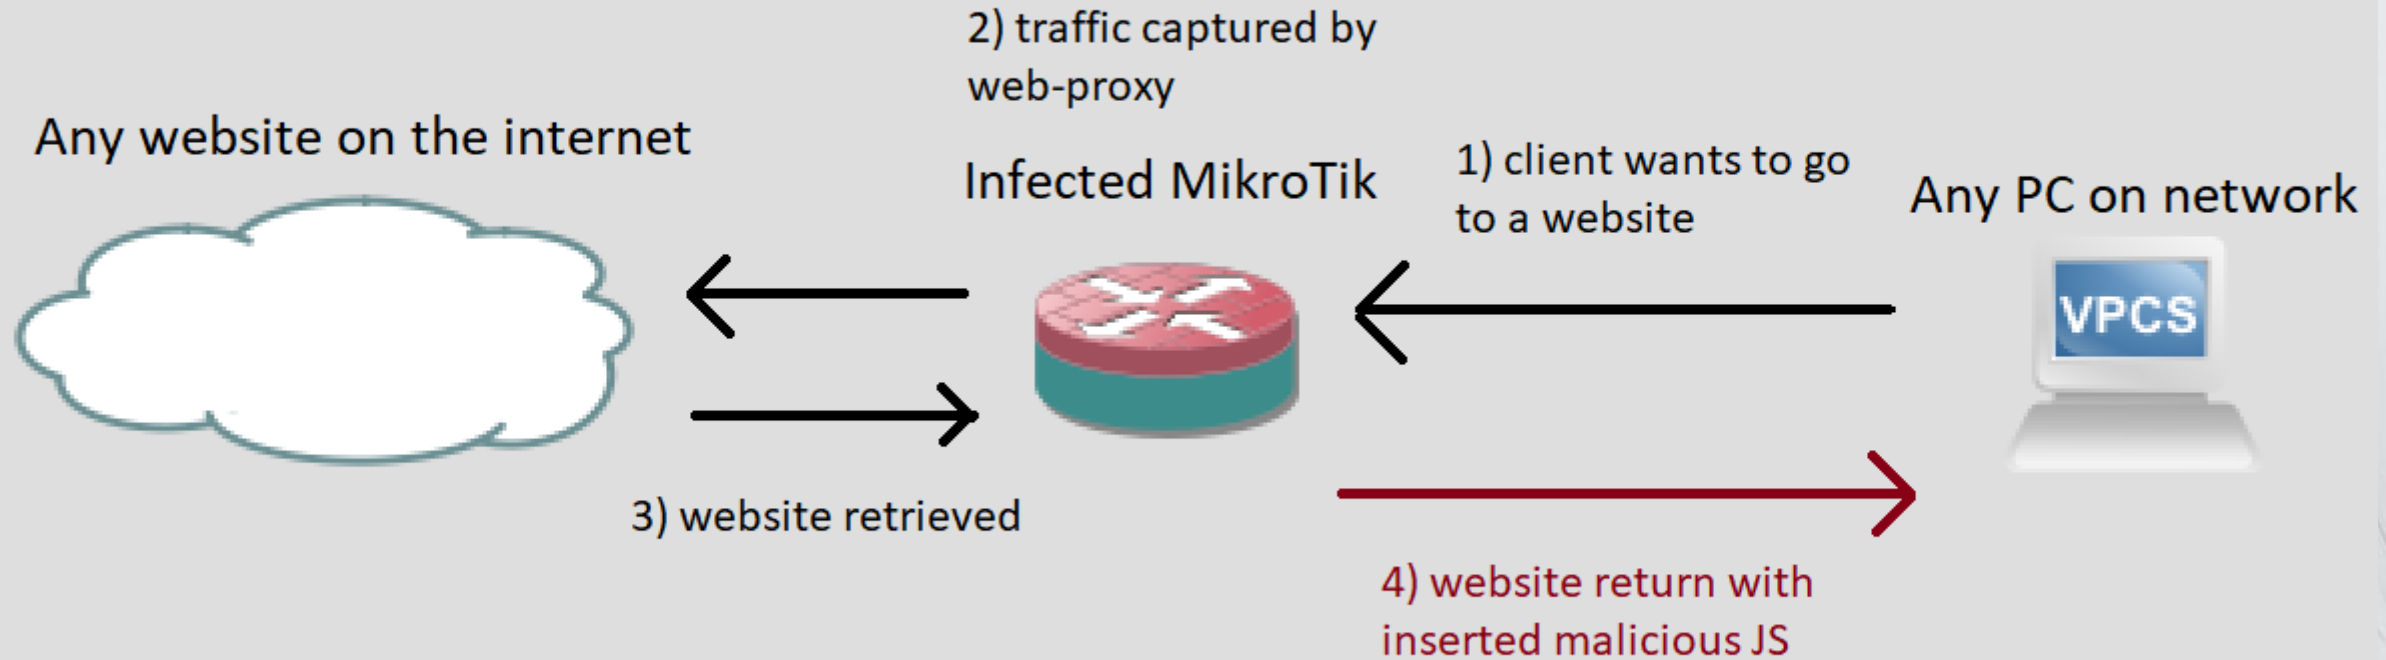 2) traffic captured by
web-proxy
Any website on the internet
Infected MikroTik
1) client wants to go
to a website
Any PC on network
VPCS
3) website retrieved
4) website return with
inserted malicious JS